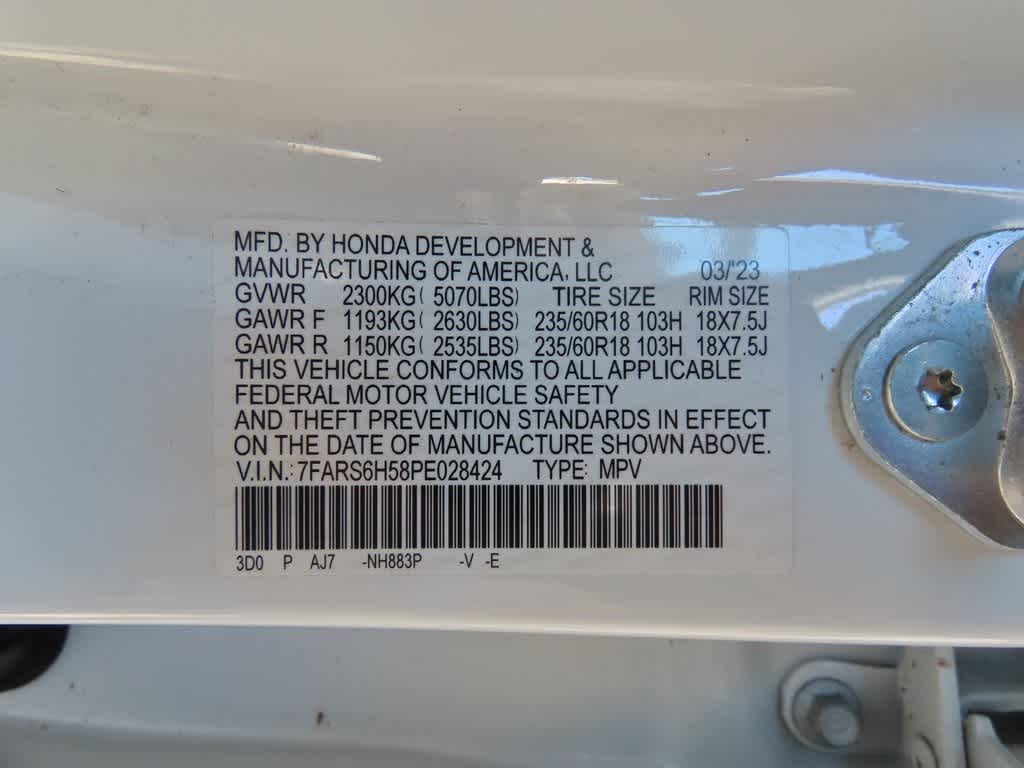 MFD. BY HONDA DEVELOPMENT &
MANUFACTURING OF AMERICA, LLC 03/'23
GVWR 2300KG( 5070LBS) TIRE SIZE RIM SIZE
GAWR F 1193KG( 2630LBS) 235/60R18 103H 18X7.5J
GAWR R 1150KG( 2535LBS) 235/60R18 103H 18X7.5J
THIS VEHICLE CONFORMS TO ALL APPLICABLE
FEDERAL MOTOR VEHICLE SAFETY
AND THEFT PREVENTION STANDARDS IN EFFECT
ON THE DATE OF MANUFACTURE SHOWN ABOVE.
V.I.N.: 7FARS6H58PE028424 TYPE: MPV
3D0 P AJ7 -NH883P -V -E